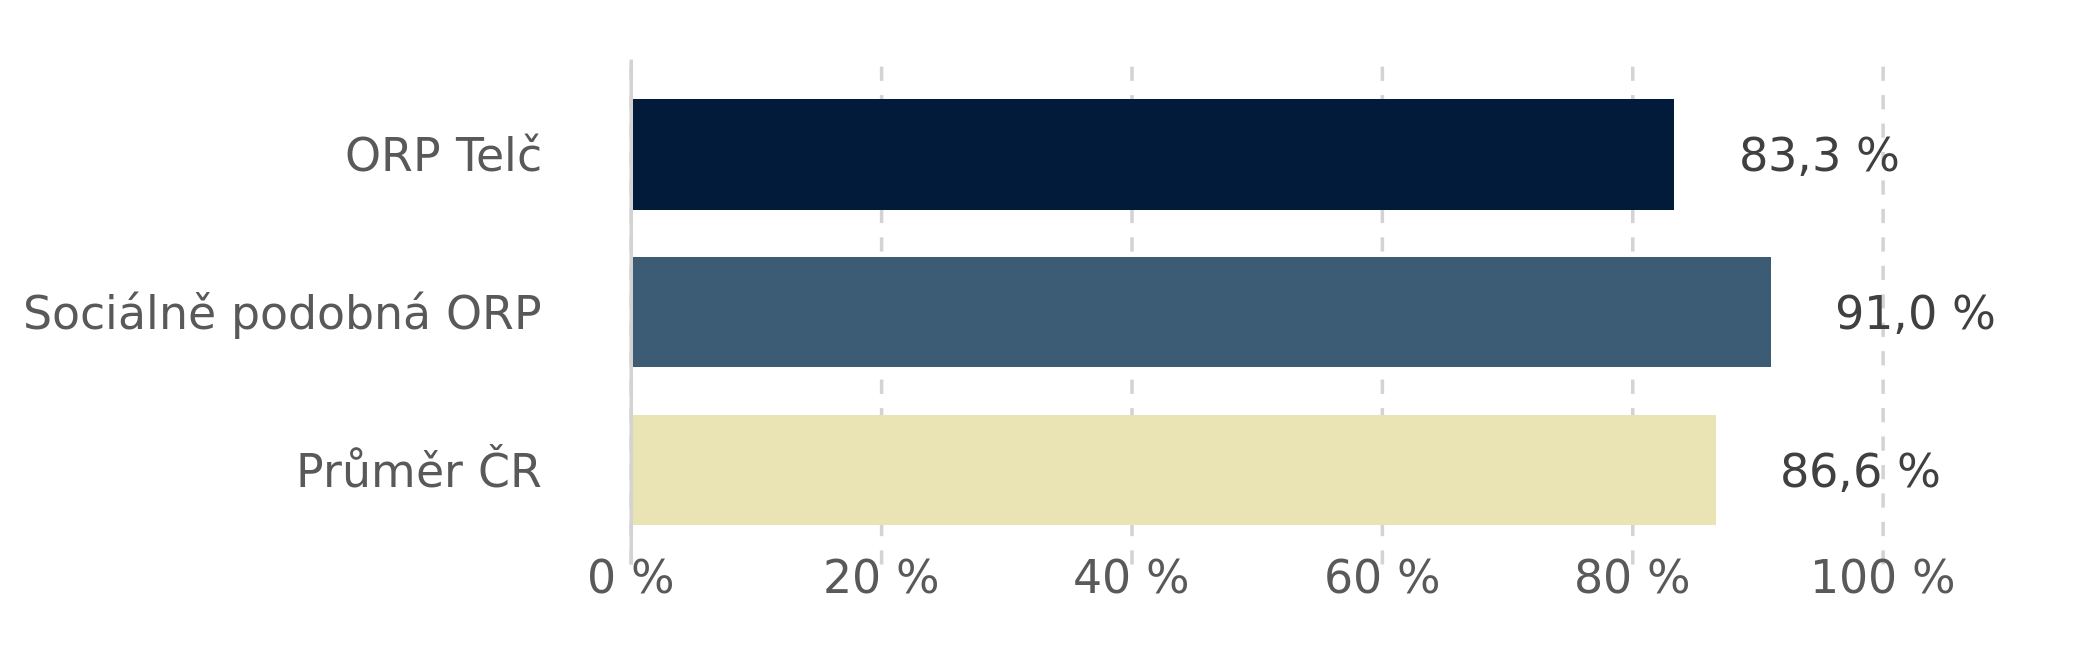 ORP Telč 83,3 %
Sociálně podobná ORP 91,0 %
Průměr ČR 86,6 %
0 % 20 % 40 % 60 % 80 % 100 %